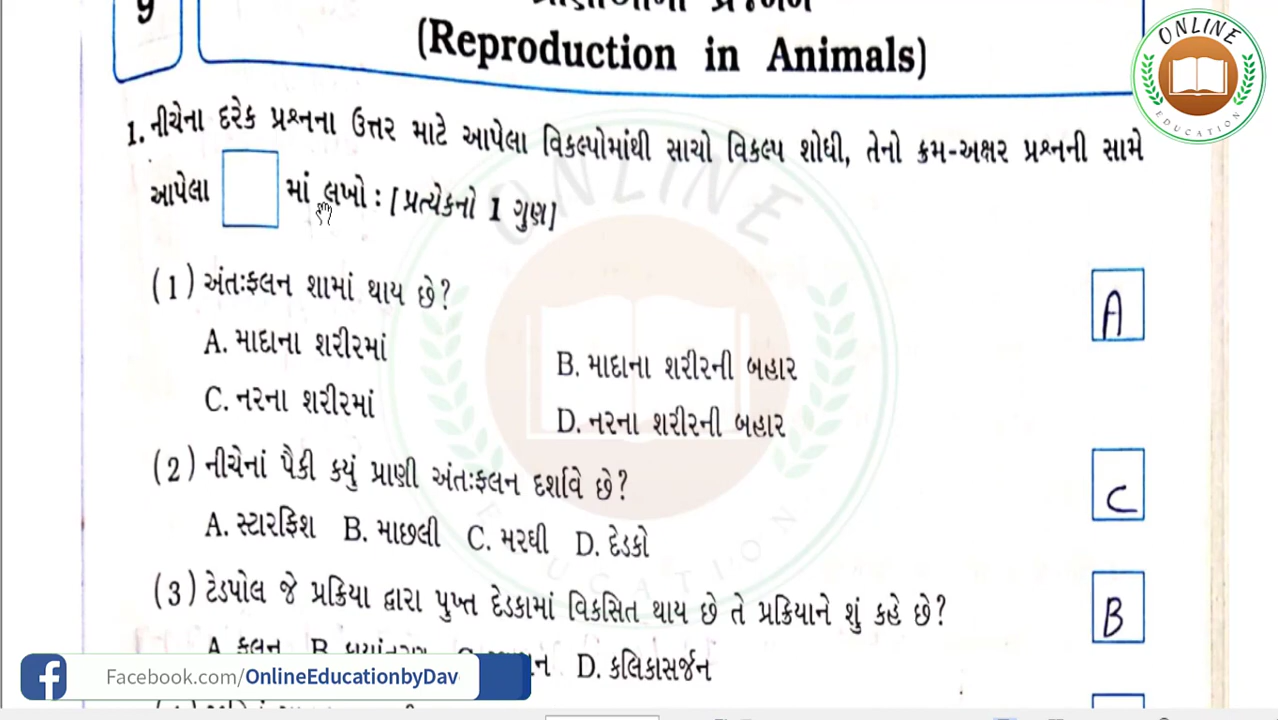 9
(Reproduction in Animals)
ONLINE
EDUCATION
1. નીચેના દરેક પ્રશ્નના ઉત્તર માટે આપેલા વિકલ્પોમાંથી સાચો વિકલ્પ શોધી, તેનો ક્રમ-અક્ષર પ્રશ્નની સામે
આપેલા માં લખો : [પ્રત્યેકનો 1 ગુણ]
(1) અંતઃફલન શામાં થાય છે?
A
A. માદાના શરીરમાં B. માદાના શરીરની બહાર
C. નરના શરીરમાં D. નરના શરીરની બહાર
(2) નીચેનાં પૈકી કયું પ્રાણી અંતઃફલન દર્શાવે છે?
C
A. સ્ટારફિશ B. માછલી C. મરઘી D. દેડકો
(3) ટેડપોલ જે પ્રક્રિયા દ્વારા પુખ્ત દેડકામાં વિકસિત થાય છે તે પ્રક્રિયાને શું કહે છે?
B
D. કલિકાસર્જન
Facebook.com/OnlineEducationbyDav
ONLINE
EDUCATION